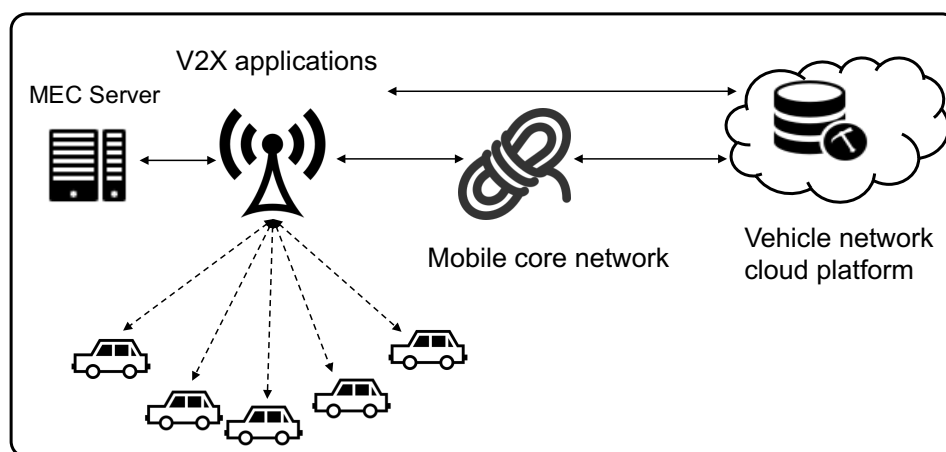 V2X applications
MEC Server
Mobile core network
Vehicle network
cloud platform